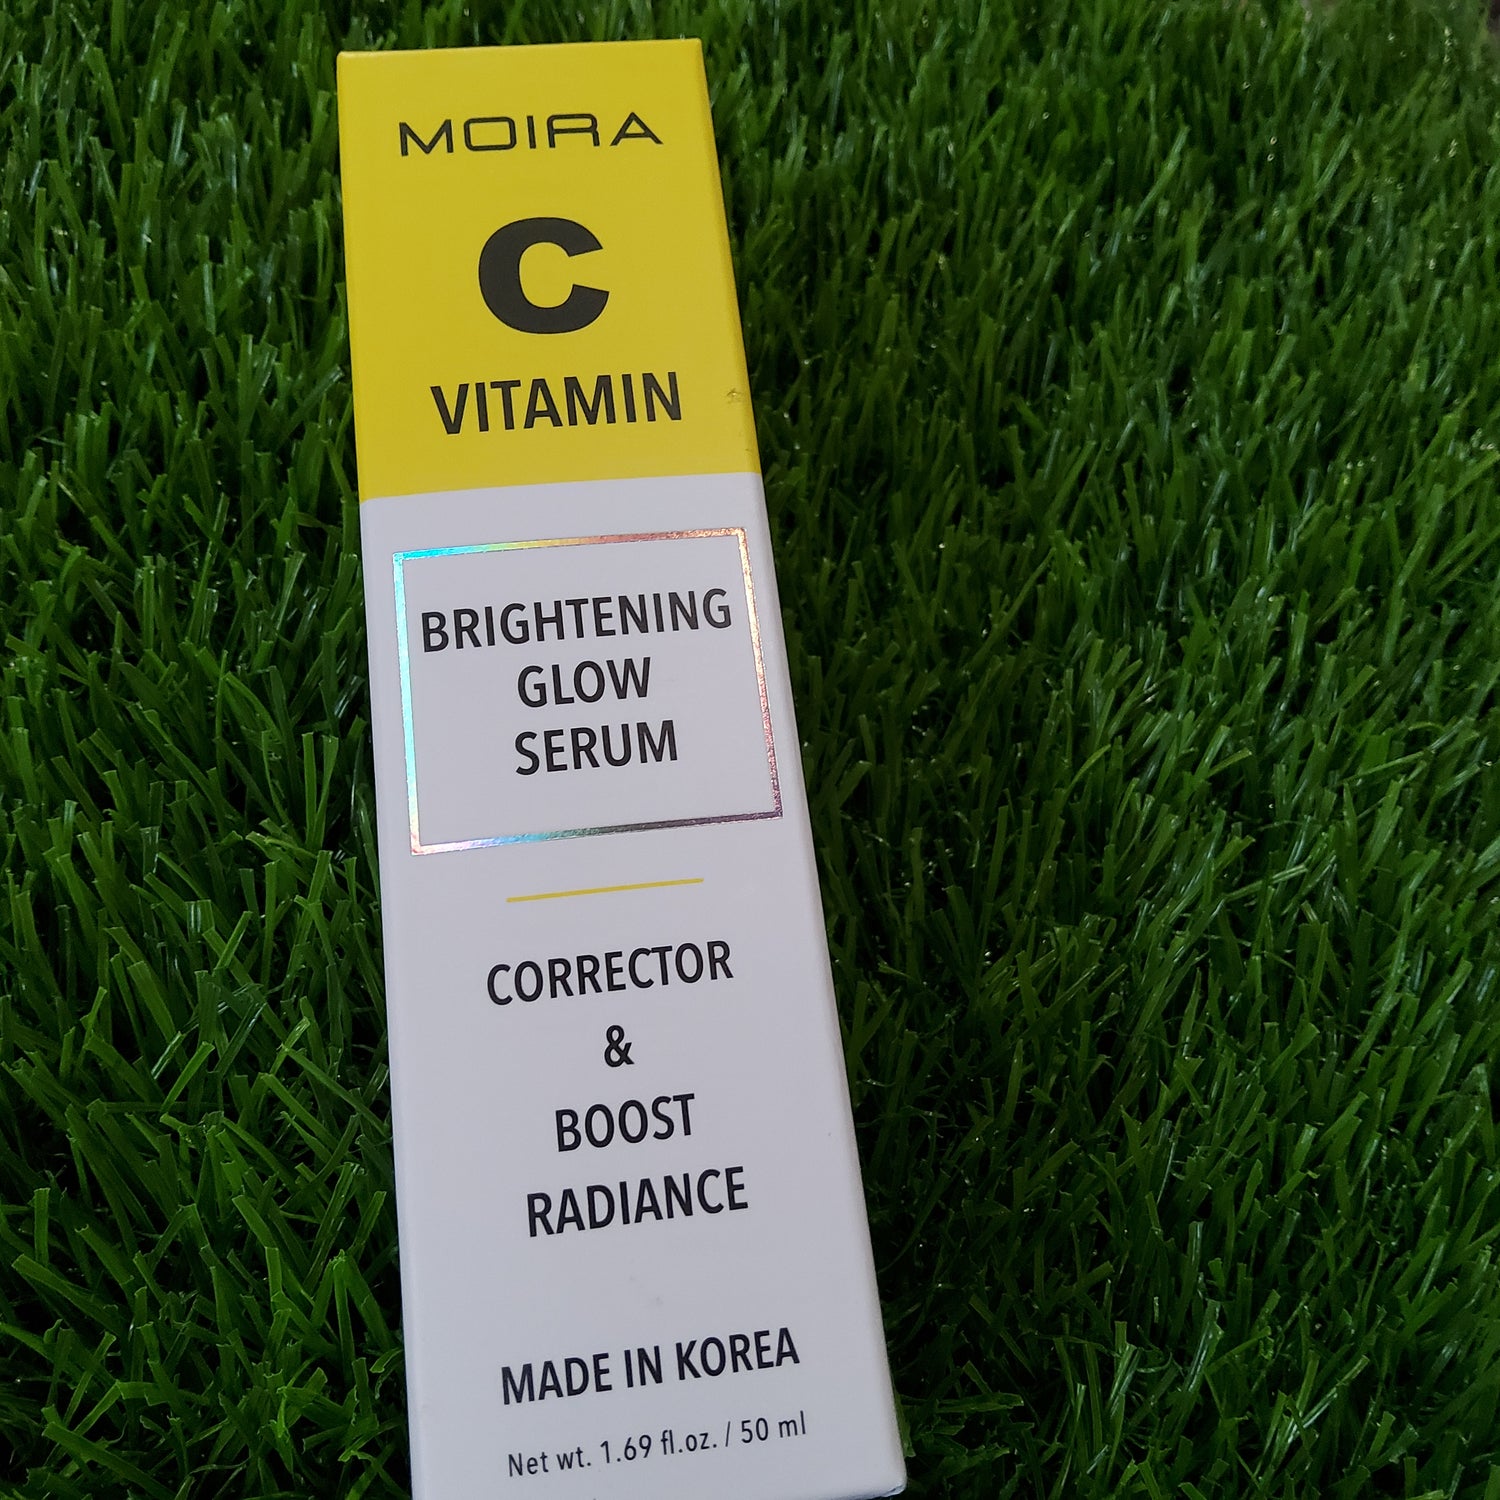 MOIRA
C
VITAMIN
BRIGHTENING
GLOW
SERUM
CORRECTOR
&
BOOST
RADIANCE
MADE IN KOREA
Net wt. 1.69 fl.oz. / 50 ml